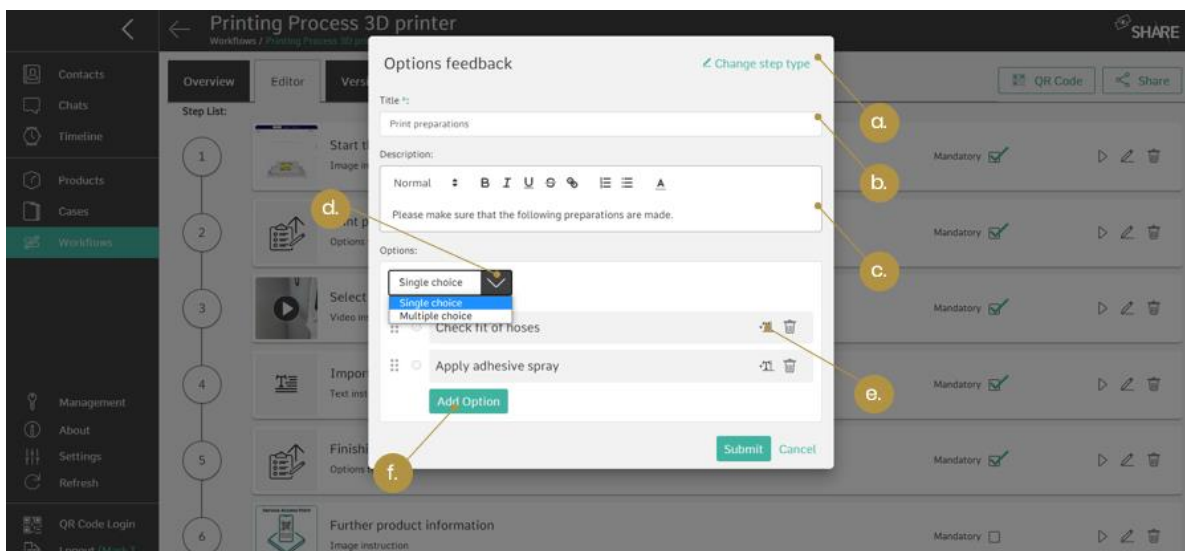 Printing Process 3D printer
Workflows / Printing Process 3D pr
SHARE
Contacts
Chats
Timeline
Products
Cases
Workflows
Management
About
Settings
Refresh
QR Code Login
Overview
Editor
Versi
QR Code
Share
Step List:
1
Start t
Image in
Mandatory
2
Print p
Options
Mandatory
3
Select
Video in
Mandatory
4
Impor
Text inst
Mandatory
5
Finishi
Options
Mandatory
6
Further product information
Image instruction
Mandatory
Options feedback
Change step type
Title *:
Print preparations
Description:
Normal B I U S A
Please make sure that the following preparations are made.
Options:
Single choice
Single choice
Multiple choice
Check fit of hoses
Apply adhesive spray
Add Option
Submit Cancel
a.
b.
c.
d.
e.
f.